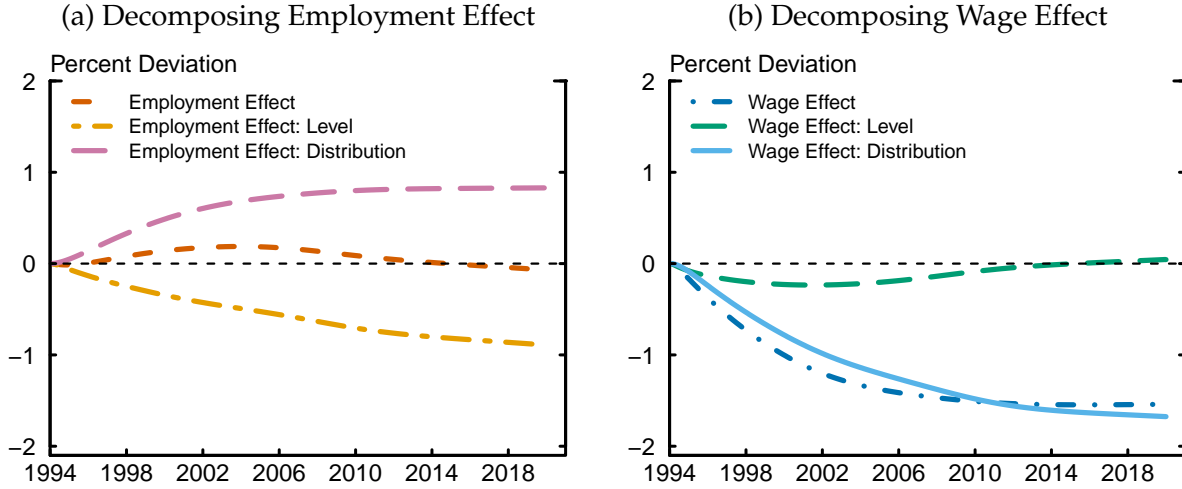 (a) Decomposing Employment Effect
Percent Deviation
2
Employment Effect
Employment Effect: Level
Employment Effect: Distribution
1
0
−1
−2
1994 1998 2002 2006 2010 2014 2018
(b) Decomposing Wage Effect
Percent Deviation
2
Wage Effect
Wage Effect: Level
Wage Effect: Distribution
1
0
−1
−2
1994 1998 2002 2006 2010 2014 2018